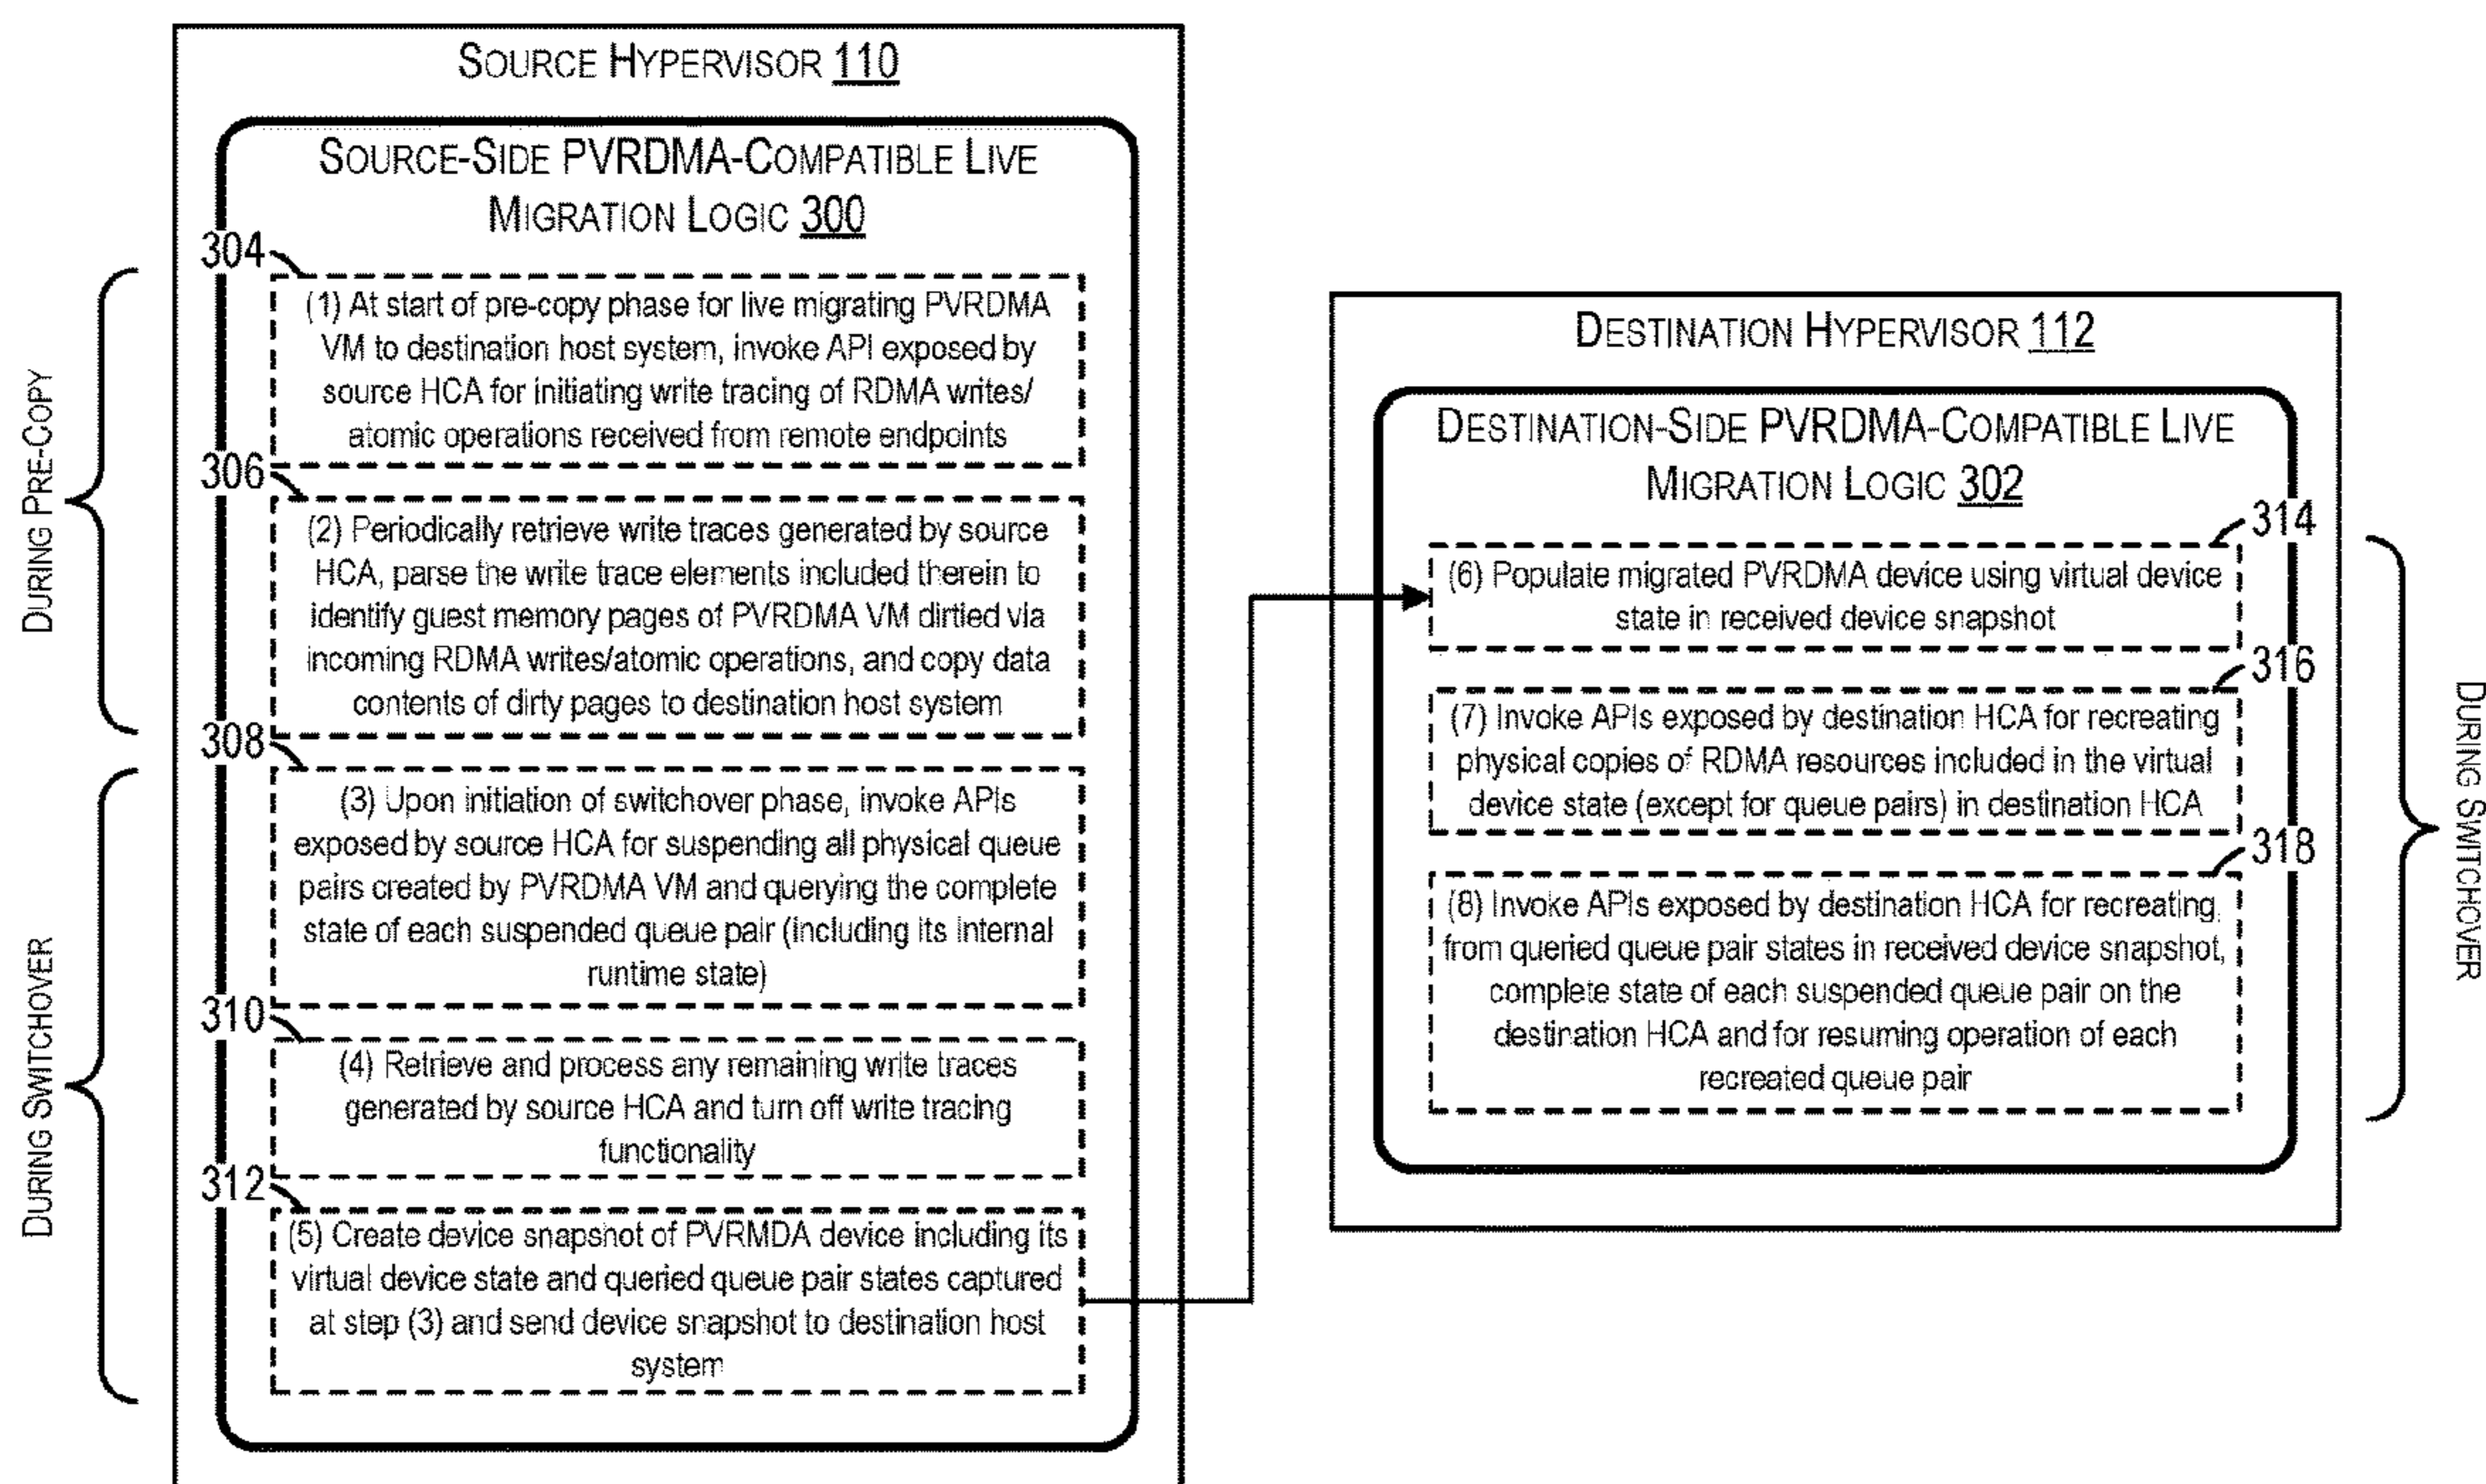 SOURCE HYPERVISOR 110
SOURCE-SIDE PVRDMA-COMPATIBLE LIVE
MIGRATION LOGIC 300
DURING PRE-COPY
304
(1) At start of pre-copy phase for live migrating PVRDMA
VM to destination host system, invoke API exposed by
source HCA for initiating write tracing of RDMA writes/
atomic operations received from remote endpoints
306
(2) Periodically retrieve write traces generated by source
HCA, parse the write trace elements included therein to
identify guest memory pages of PVRDMA VM dirtied via
incoming RDMA writes/atomic operations, and copy data
contents of dirty pages to destination host system
DURING SWITCHOVER
308
(3) Upon initiation of switchover phase, invoke APIs
exposed by source HCA for suspending all physical queue
pairs created by PVRDMA VM and querying the complete
state of each suspended queue pair (including its internal
runtime state)
310
(4) Retrieve and process any remaining write traces
generated by source HCA and turn off write tracing
functionality
312
(5) Create device snapshot of PVRMDA device including its
virtual device state and queried queue pair states captured
at step (3) and send device snapshot to destination host
system
DESTINATION HYPERVISOR 112
DESTINATION-SIDE PVRDMA-COMPATIBLE LIVE
MIGRATION LOGIC 302
314
(6) Populate migrated PVRDMA device using virtual device
state in received device snapshot
316
(7) Invoke APIs exposed by destination HCA for recreating
physical copies of RDMA resources included in the virtual
device state (except for queue pairs) in destination HCA
318
(8) Invoke APIs exposed by destination HCA for recreating,
from queried queue pair states in received device snapshot,
complete state of each suspended queue pair on the
destination HCA and for resuming operation of each
recreated queue pair
DURING SWITCHOVER